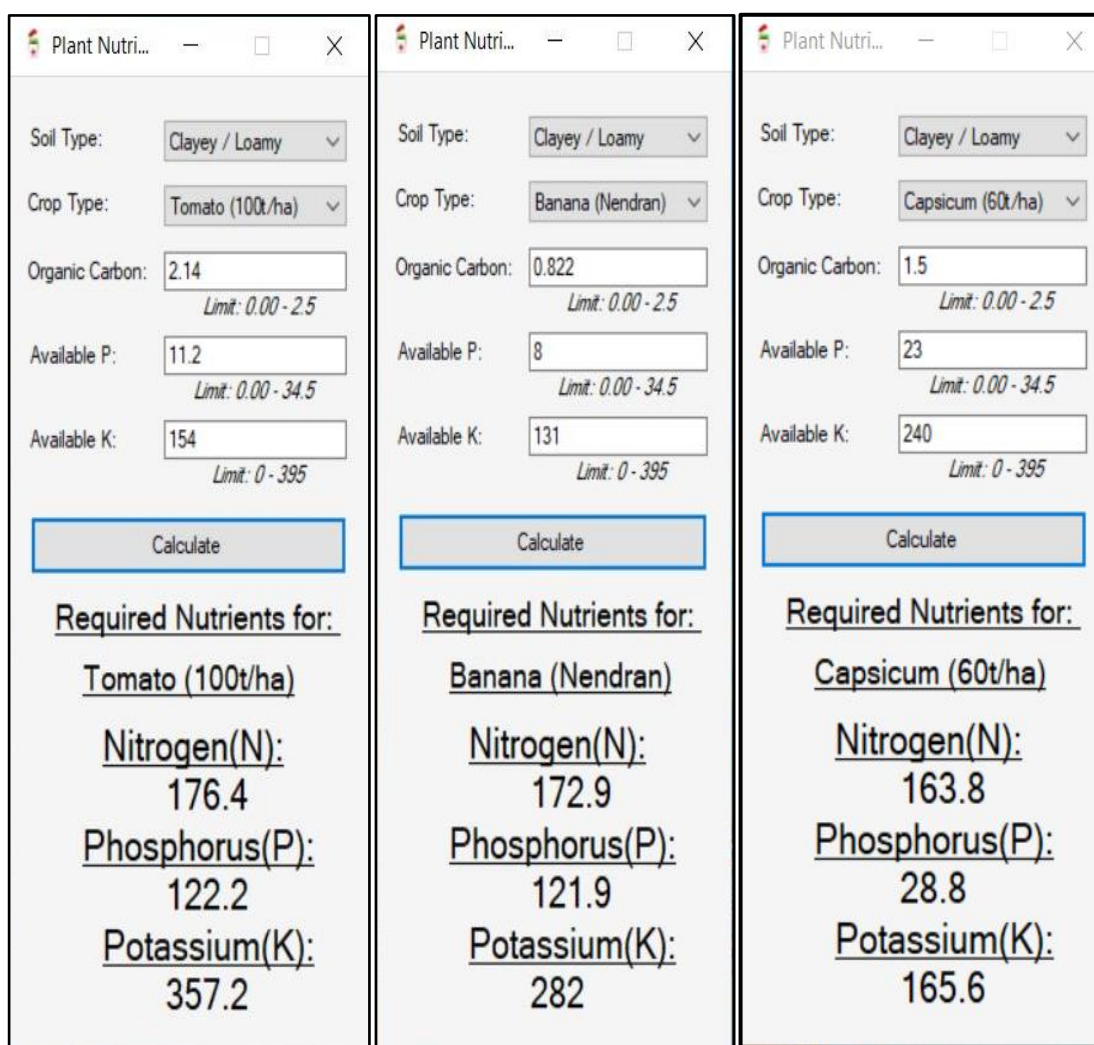 Plant Nutri...
Soil Type: Clayey / Loamy
Crop Type: Tomato (100t/ha)
Organic Carbon: 2.14
Limit: 0.00 - 2.5
Available P: 11.2
Limit: 0.00 - 34.5
Available K: 154
Limit: 0 - 395
Calculate
Required Nutrients for:
Tomato (100t/ha)
Nitrogen(N):
176.4
Phosphorus(P):
122.2
Potassium(K):
357.2
Plant Nutri...
Soil Type: Clayey / Loamy
Crop Type: Banana (Nendran)
Organic Carbon: 0.822
Limit: 0.00 - 2.5
Available P: 8
Limit: 0.00 - 34.5
Available K: 131
Limit: 0 - 395
Calculate
Required Nutrients for:
Banana (Nendran)
Nitrogen(N):
172.9
Phosphorus(P):
121.9
Potassium(K):
282
Plant Nutri...
Soil Type: Clayey / Loamy
Crop Type: Capsicum (60t/ha)
Organic Carbon: 1.5
Limit: 0.00 - 2.5
Available P: 23
Limit: 0.00 - 34.5
Available K: 240
Limit: 0 - 395
Calculate
Required Nutrients for:
Capsicum (60t/ha)
Nitrogen(N):
163.8
Phosphorus(P):
28.8
Potassium(K):
165.6